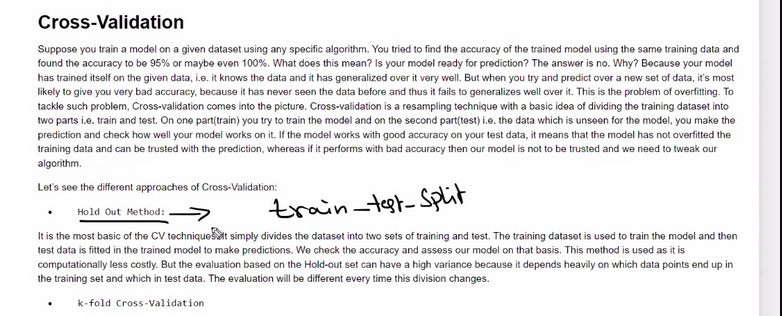 Cross-Validation
Suppose you train a model on a given dataset using any specific algorithm. You tried to find the accuracy of the trained model using the same training data and
found the accuracy to be 95% or maybe even 100%. What does this mean? Is your model ready for prediction? The answer is no. Why? Because your model
has trained itself on the given data, i.e. it knows the data and it has generalized over it very well. But when you try and predict over a new set of data, it's most
likely to give you very bad accuracy, because it has never seen the data before and thus it fails to generalizes well over it. This is the problem of overfitting. To
tackle such problem, Cross-validation comes into the picture. Cross-validation is a resampling technique with a basic idea of dividing the training dataset into
two parts i.e. train and test. On one part(train) you try to train the model and on the second part(test) i.e. the data which is unseen for the model, you make the
prediction and check how well your model works on it. If the model works with good accuracy on your test data, it means that the model has not overfitted the
training data and can be trusted with the prediction, whereas if it performs with bad accuracy then our model is not to be trusted and we need to tweak our
algorithm.
Let's see the different approaches of Cross-Validation:
• Hold Out Method: train_test_split
It is the most basic of the CV techniques. It simply divides the dataset into two sets of training and test. The training dataset is used to train the model and then
test data is fitted in the trained model to make predictions. We check the accuracy and assess our model on that basis. This method is used as it is
computationally less costly. But the evaluation based on the Hold-out set can have a high variance because it depends heavily on which data points end up in
the training set and which in test data. The evaluation will be different every time this division changes.
• k-fold Cross-Validation